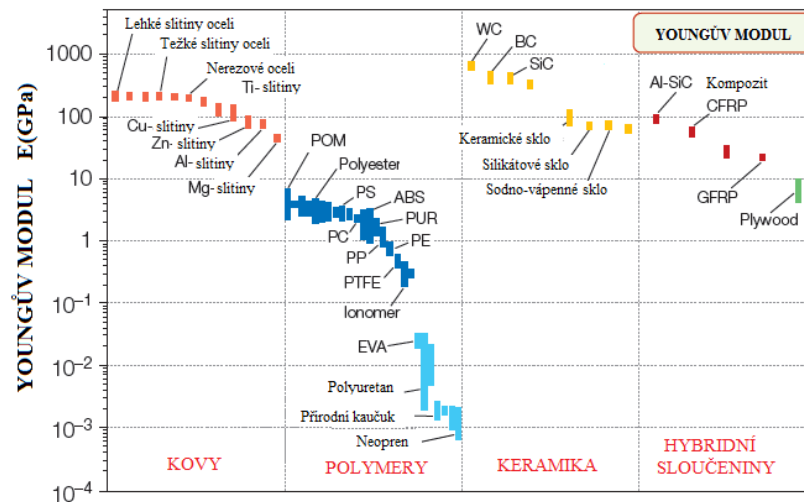 YOUNGŮV MODUL
YOUNGŮV MODUL E(GPa)
1000
100
10
1
10⁻¹
10⁻²
10⁻³
10⁻⁴
Lehké slitiny oceli
Težké slitiny oceli
Nerezové oceli
Ti- slitiny
Cu- slitiny
Zn- slitiny
Al- slitiny
Mg- slitiny
KOVY
POM
Polyester
PS
ABS
PUR
PC
PE
PP
PTFE
Ionomer
EVA
Polyuretan
Přírodní kaučuk
Neopren
POLYMERY
WC
BC
SiC
Keramické sklo
Silikátové sklo
Sodno-vápenné sklo
KERAMIKA
Al-SiC
Kompozit
CFRP
GFRP
Plywood
HYBRIDNÍ
SLOUČENINY